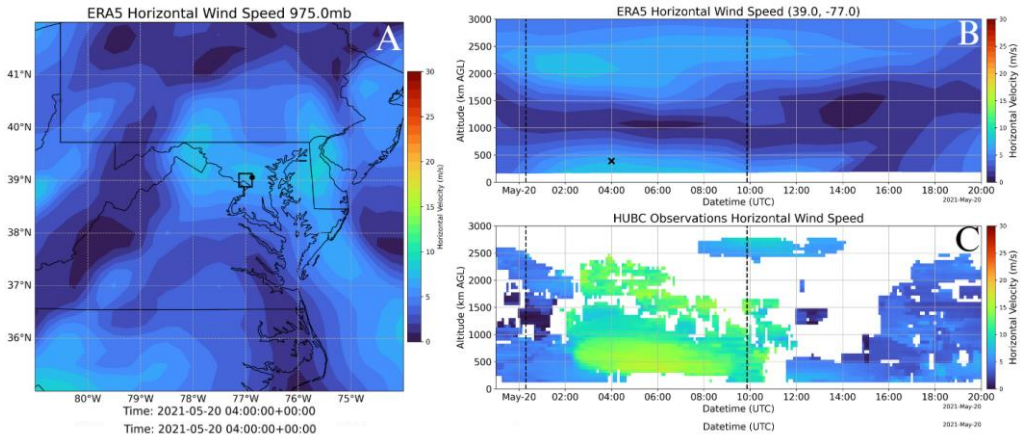 ERA5 Horizontal Wind Speed 975.0mb
A
41°N
40°N
39°N
38°N
37°N
36°N
80°W
79°W
78°W
77°W
76°W
75°W
Time: 2021-05-20 04:00:00+00:00
Time: 2021-05-20 04:00:00+00:00
30
25
20
15
10
5
0
Horizontal Velocity (m/s)
ERA5 Horizontal Wind Speed (39.0, -77.0)
B
Altitude (km AGL)
3000
2500
2000
1500
1000
500
0
May-20
02:00
04:00
06:00
08:00
10:00
12:00
14:00
16:00
18:00
20:00
Datetime (UTC)
2021-May-20
30
25
20
15
10
5
0
Horizontal Velocity (m/s)
HUBC Observations Horizontal Wind Speed
C
Altitude (km AGL)
3000
2500
2000
1500
1000
500
0
May-20
02:00
04:00
06:00
08:00
10:00
12:00
14:00
16:00
18:00
20:00
Datetime (UTC)
2021-May-20
Datetime (UTC)
2021-May-20
30
25
20
15
10
5
0
Horizontal Velocity (m/s)